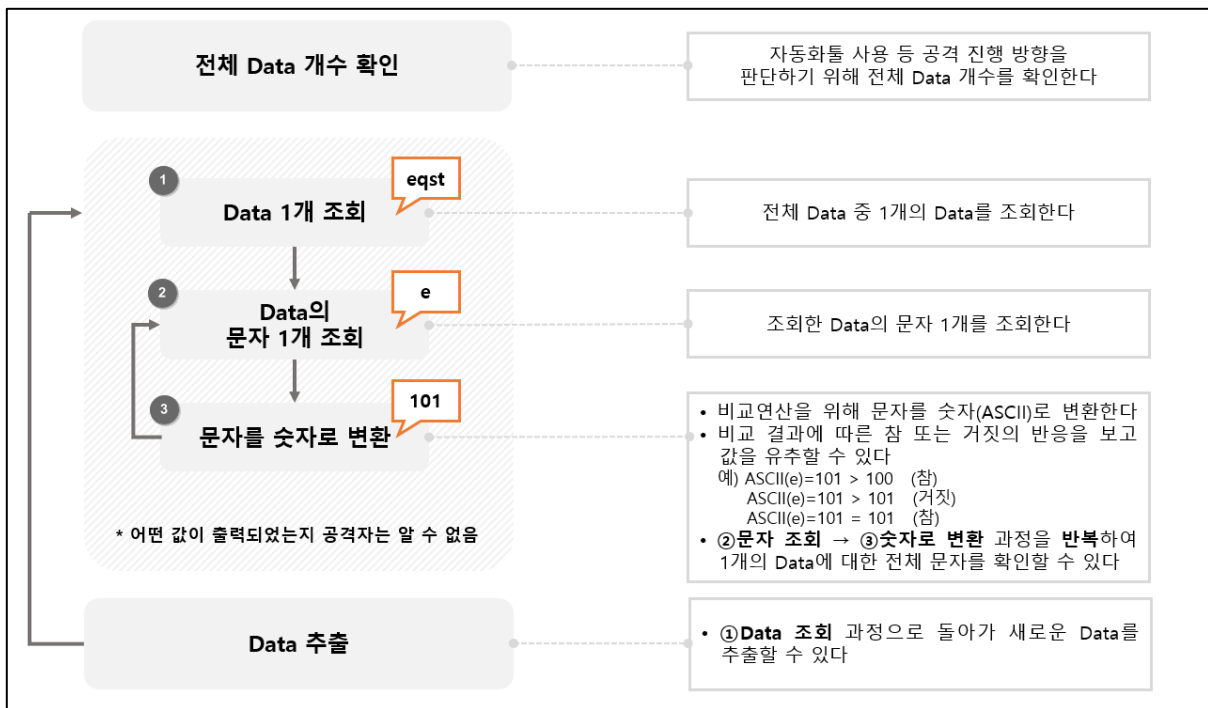 전체 Data 개수 확인
자동화툴 사용 등 공격 진행 방향을
판단하기 위해 전체 Data 개수를 확인한다
1
eqst
Data 1개 조회
전체 Data 중 1개의 Data를 조회한다
2
e
Data의
문자 1개 조회
조회한 Data의 문자 1개를 조회한다
3
101
문자를 숫자로 변환
* 어떤 값이 출력되었는지 공격자는 알 수 없음
• 비교연산을 위해 문자를 숫자(ASCII)로 변환한다
• 비교 결과에 따른 참 또는 거짓의 반응을 보고
값을 유추할 수 있다
예) ASCII(e)=101 > 100 (참)
ASCII(e)=101 > 101 (거짓)
ASCII(e)=101 = 101 (참)
• ②문자 조회 → ③숫자로 변환 과정을 반복하여
1개의 Data에 대한 전체 문자를 확인할 수 있다
Data 추출
• ①Data 조회 과정으로 돌아가 새로운 Data를
추출할 수 있다